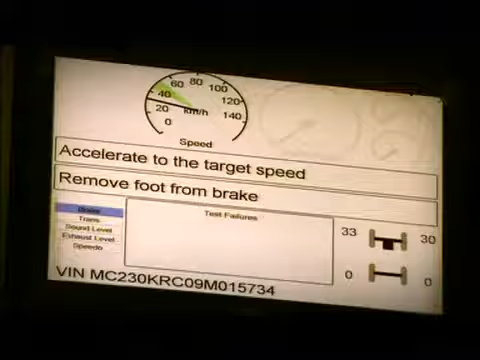 60 80 100
40 120
20 km/h 140
0
Speed
Accelerate to the target speed
Remove foot from brake
Brake
Trans
Sound Level
Exhaust Level
Speedo
Test Failures
33 30
0 0
VIN MC230KRC09M015734